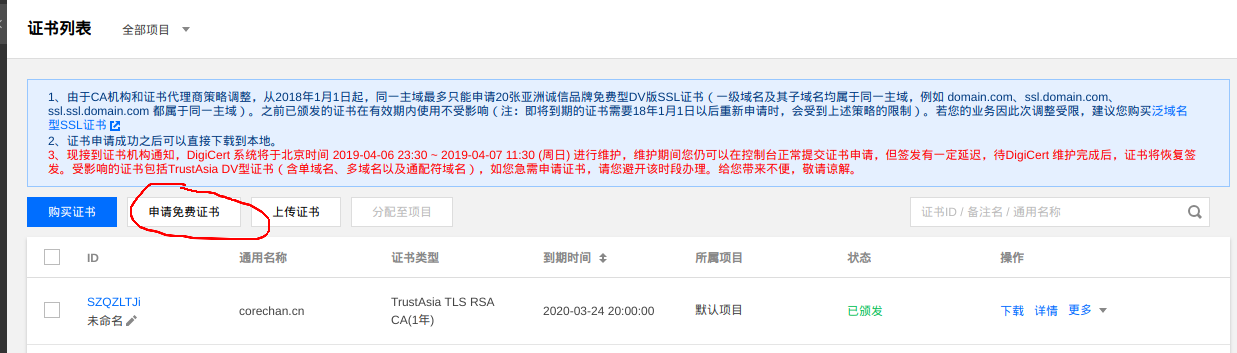 证书列表 全部项目
1、由于CA机构和证书代理商策略调整，从2018年1月1日起，同一主域最多只能申请20张亚洲诚信品牌免费型DV版SSL证书（一级域名及其子域名均属于同一主域，例如 domain.com、ssl.domain.com、
ssl.ssl.domain.com 都属于同一主域）。之前已颁发的证书在有效期内使用不受影响（注：即将到期的证书需要18年1月1日以后重新申请时，会受到上述策略的限制）。若您的业务因此次调整受限，建议您购买泛域名
型SSL证书
2、证书申请成功之后可以直接下载到本地。
3、现接到证书机构通知，DigiCert 系统将于北京时间 2019-04-06 23:30 ~ 2019-04-07 11:30 (周日) 进行维护，维护期间您仍可以在控制台正常提交证书申请，但签发有一定延迟，待DigiCert 维护完成后，证书将恢复签
发。受影响的证书包括TrustAsia DV型证书（含单域名、多域名以及通配符域名），如您急需申请证书，请您避开该时段办理。给您带来不便，敬请谅解。
购买证书 申请免费证书 上传证书 分配至项目 证书ID / 备注名 / 通用名称
ID 通用名称 证书类型 到期时间 所属项目 状态 操作
SZQZLTJi
未命名 corechan.cn TrustAsia TLS RSA
CA(1年) 2020-03-24 20:00:00 默认项目 已颁发 下载 详情 更多